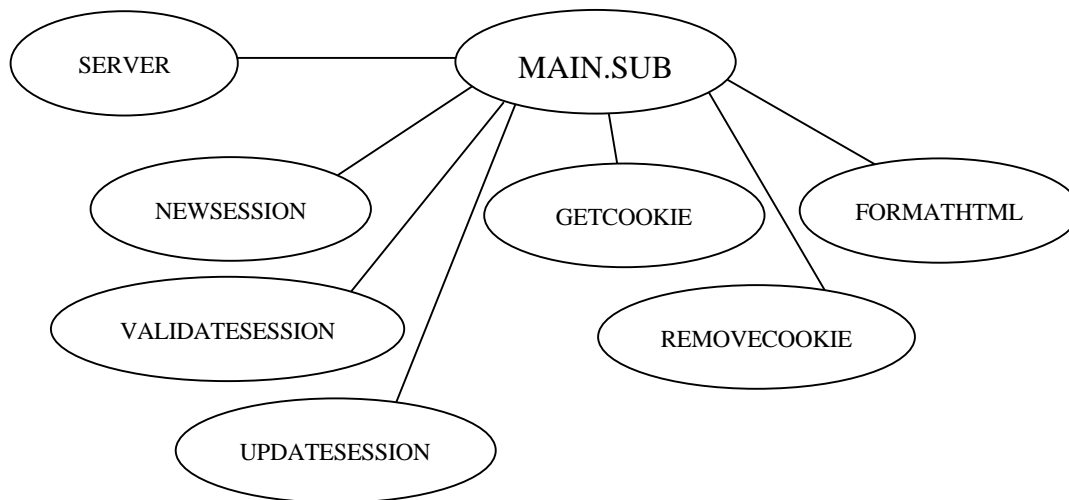 SERVER
MAIN.SUB
NEWSESSION
GETCOOKIE
FORMATHTML
VALIDATESESSION
REMOVECOOKIE
UPDATESESSION